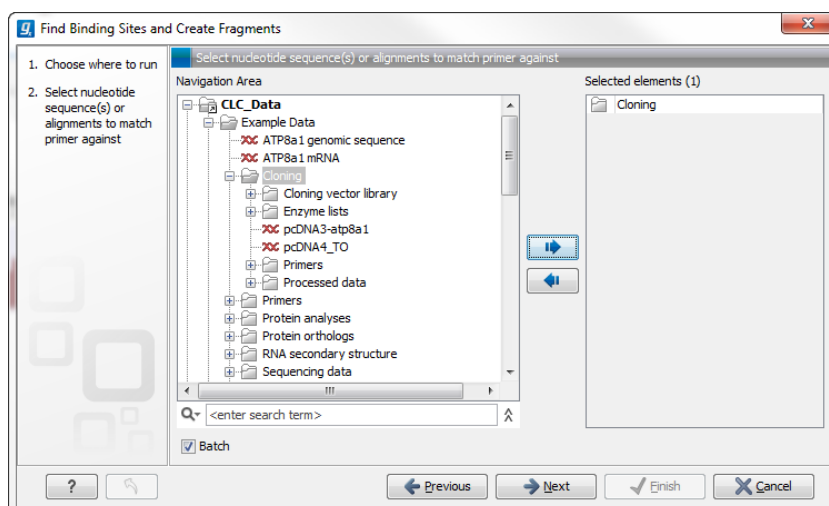 Find Binding Sites and Create Fragments
1. Choose where to run
2. Select nucleotide
sequence(s) or
alignments to match
primer against
Select nucleotide sequence(s) or alignments to match primer against
Navigation Area
CLC_Data
Example Data
ATP8a1 genomic sequence
ATP8a1 mRNA
Cloning
Cloning vector library
Enzyme lists
pcDNA3-atp8a1
pcDNA4_TO
Primers
Processed data
Primers
Protein analyses
Protein orthologs
RNA secondary structure
Sequencing data
<enter search term>
Batch
Selected elements (1)
Cloning
?
Previous
Next
Finish
Cancel